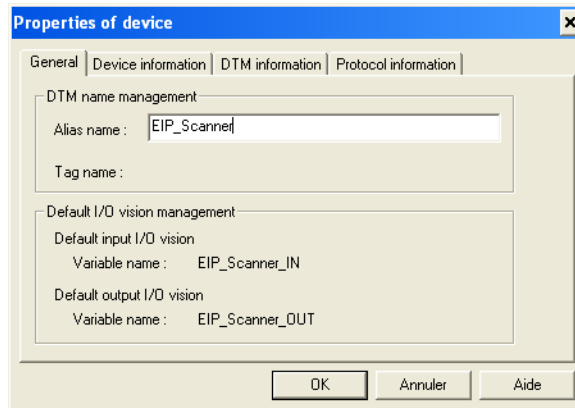 Properties of device
General Device information DTM information Protocol information
DTM name management
Alias name : EIP_Scanner
Tag name :
Default I/O vision management
Default input I/O vision
Variable name : EIP_Scanner_IN
Default output I/O vision
Variable name : EIP_Scanner_OUT
OK Annuler Aide